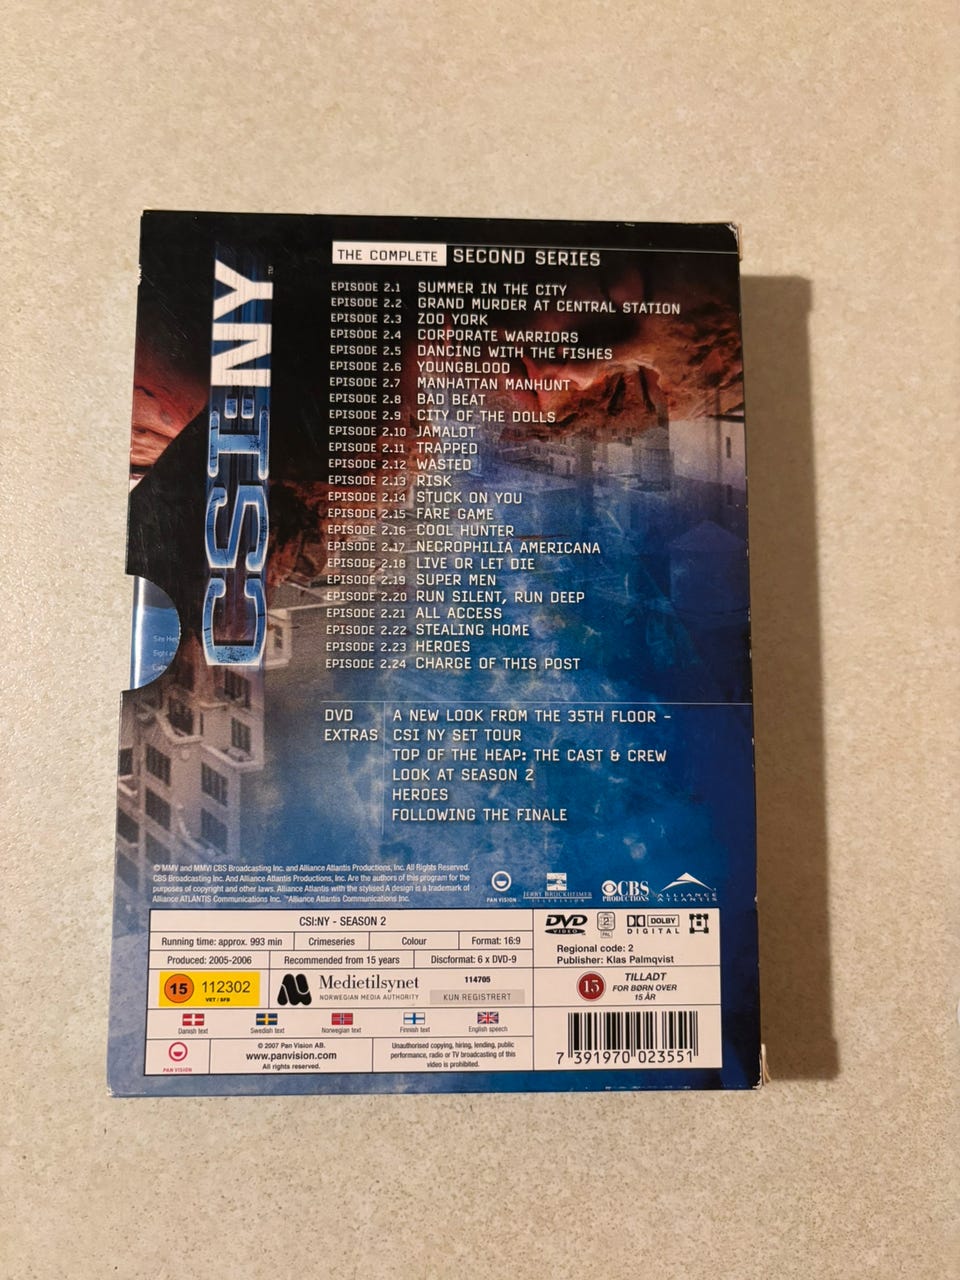 THE COMPLETE SECOND SERIES
EPISODE 2.1 SUMMER IN THE CITY
EPISODE 2.2 GRAND MURDER AT CENTRAL STATION
EPISODE 2.3 ZOO YORK
EPISODE 2.4 CORPORATE WARRIORS
EPISODE 2.5 DANCING WITH THE FISHES
EPISODE 2.6 YOUNGBLOOD
EPISODE 2.7 MANHATTAN MANHUNT
EPISODE 2.8 BAD BEAT
EPISODE 2.9 CITY OF THE DOLLS
EPISODE 2.10 JAMALOT
EPISODE 2.11 TRAPPED
EPISODE 2.12 WASTED
EPISODE 2.13 RISK
EPISODE 2.14 STUCK ON YOU
EPISODE 2.15 FARE GAME
EPISODE 2.16 COOL HUNTER
EPISODE 2.17 NECROPHILIA AMERICANA
EPISODE 2.18 LIVE OR LET DIE
EPISODE 2.19 SUPER MEN
EPISODE 2.20 RUN SILENT, RUN DEEP
EPISODE 2.21 ALL ACCESS
EPISODE 2.22 STEALING HOME
EPISODE 2.23 HEROES
EPISODE 2.24 CHARGE OF THIS POST
CSI:NY™
DVD EXTRAS
A NEW LOOK FROM THE 35TH FLOOR -
CSI NY SET TOUR
TOP OF THE HEAP: THE CAST & CREW
LOOK AT SEASON 2
HEROES
FOLLOWING THE FINALE
© MMV and MMVI CBS Broadcasting Inc. and Alliance Atlantis Productions, Inc. All Rights Reserved.
CBS Broadcasting Inc. And Alliance Atlantis Productions, Inc. Are the authors of this program for the
purposes of copyright and other laws. Alliance Atlantis with the stylised A design is a trademark of
Alliance ATLANTIS Communications Inc. ™Alliance Atlantis Communications Inc.
PAN VISION
JERRY BRUCKHEIMER
TELEVISION
CBS
PRODUCTIONS
ALLIANCE
ATLANTIS
CSI:NY - SEASON 2
Running time: approx. 993 min Crimeseries Colour Format: 16:9
Produced: 2005-2006 Recommended from 15 years Discformat: 6 x DVD-9
DVD VIDEO
2
PAL
DOLBY DIGITAL
Regional code: 2
Publisher: Klas Palmqvist
15 112302
VET / SFB
Medietilsynet
NORWEGIAN MEDIA AUTHORITY
114705
KUN REGISTRERT
15 TILLADT
FOR BØRN OVER
15 ÅR
Danish text Swedish text Norwegian text Finnish text English speech
PAN VISION
© 2007 Pan Vision AB.
www.panvision.com
All rights reserved.
Unauthorised copying, hiring, lending, public
performance, radio or TV broadcasting of this
video is prohibited.
7 391970 023551